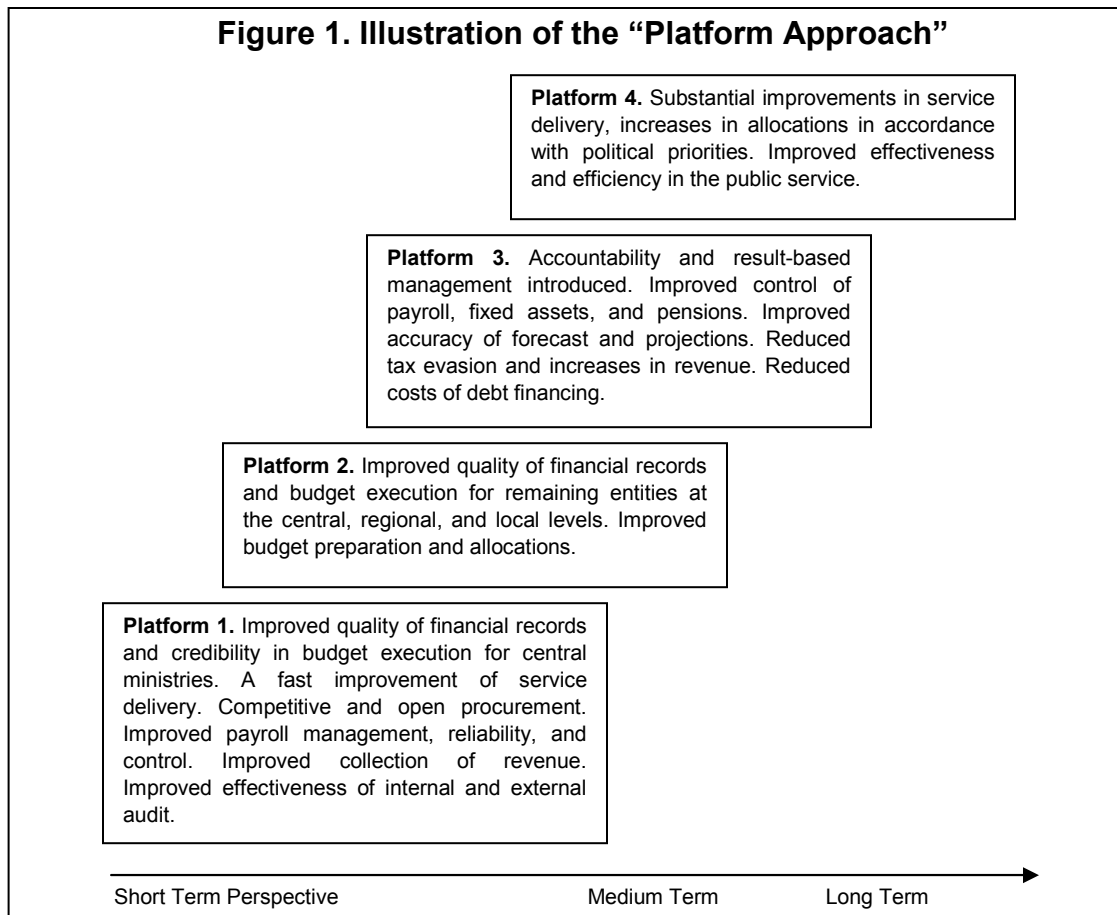 Figure 1. Illustration of the “Platform Approach”
Platform 4. Substantial improvements in service
delivery, increases in allocations in accordance
with political priorities. Improved effectiveness
and efficiency in the public service.
Platform 3. Accountability and result-based
management introduced. Improved control of
payroll, fixed assets, and pensions. Improved
accuracy of forecast and projections. Reduced
tax evasion and increases in revenue. Reduced
costs of debt financing.
Platform 2. Improved quality of financial records
and budget execution for remaining entities at
the central, regional, and local levels. Improved
budget preparation and allocations.
Platform 1. Improved quality of financial records
and credibility in budget execution for central
ministries. A fast improvement of service
delivery. Competitive and open procurement.
Improved payroll management, reliability, and
control. Improved collection of revenue.
Improved effectiveness of internal and external
audit.
Short Term Perspective Medium Term Long Term